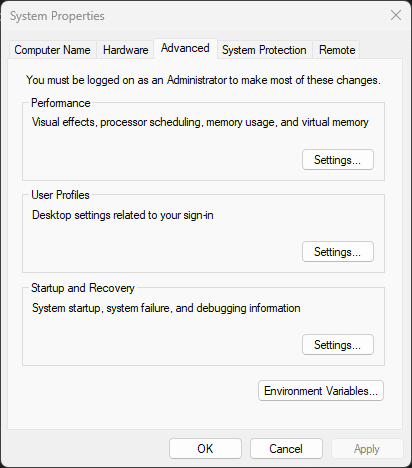 System Properties
Computer Name
Hardware
Advanced
System Protection
Remote
You must be logged on as an Administrator to make most of these changes.
Performance
Visual effects, processor scheduling, memory usage, and virtual memory
Settings...
User Profiles
Desktop settings related to your sign-in
Settings...
Startup and Recovery
System startup, system failure, and debugging information
Settings...
Environment Variables...
OK
Cancel
Apply